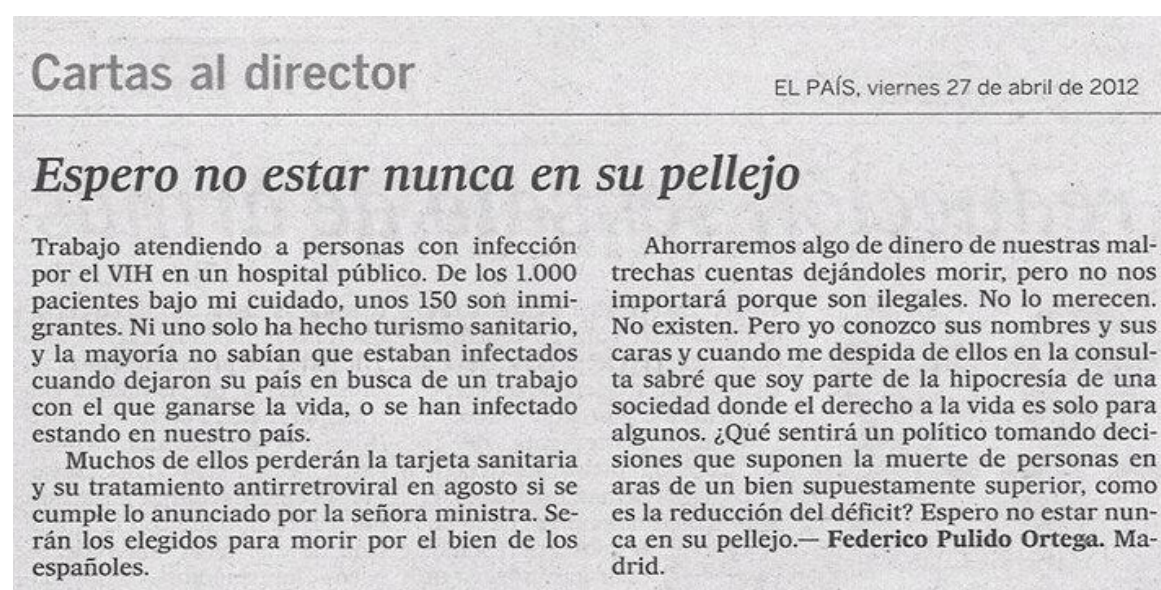 Cartas al director
EL PAÍS, viernes 27 de abril de 2012
Espero no estar nunca en su pellejo
Trabajo atendiendo a personas con infección
por el VIH en un hospital público. De los 1.000
pacientes bajo mi cuidado, unos 150 son inmi-
grantes. Ni uno solo ha hecho turismo sanitario,
y la mayoría no sabían que estaban infectados
cuando dejaron su país en busca de un trabajo
con el que ganarse la vida, o se han infectado
estando en nuestro país.
Muchos de ellos perderán la tarjeta sanitaria
y su tratamiento antirretroviral en agosto si se
cumple lo anunciado por la señora ministra. Se-
rán los elegidos para morir por el bien de los
españoles.
Ahorraremos algo de dinero de nuestras mal-
trechas cuentas dejándoles morir, pero no nos
importará porque son ilegales. No lo merecen.
No existen. Pero yo conozco sus nombres y sus
caras y cuando me despida de ellos en la consul-
ta sabré que soy parte de la hipocresía de una
sociedad donde el derecho a la vida es solo para
algunos. ¿Qué sentirá un político tomando deci-
siones que suponen la muerte de personas en
aras de un bien supuestamente superior, como
es la reducción del déficit? Espero no estar nun-
ca en su pellejo.— Federico Pulido Ortega. Ma-
drid.